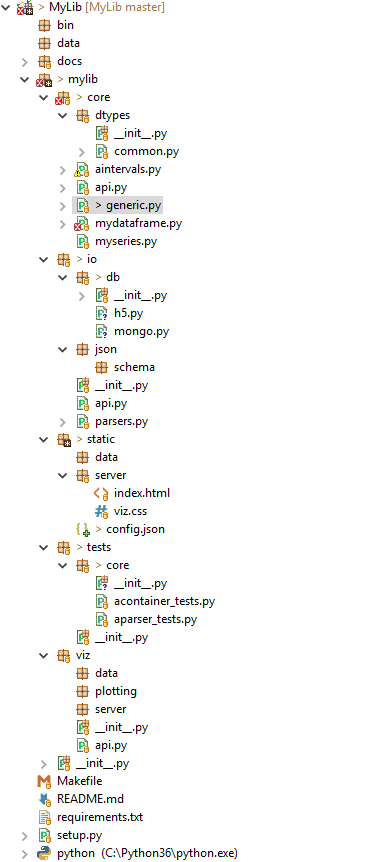 > MyLib [MyLib master]
bin
data
docs
> mylib
> core
dtypes
__init__.py
common.py
aintervals.py
api.py
> generic.py
mydataframe.py
myseries.py
> io
> db
__init__.py
h5.py
mongo.py
json
schema
__init__.py
api.py
parsers.py
> static
data
server
index.html
viz.css
> config.json
> tests
> core
__init__.py
acontainer_tests.py
aparser_tests.py
__init__.py
viz
data
plotting
server
__init__.py
api.py
__init__.py
Makefile
README.md
requirements.txt
setup.py
python (C:\Python36\python.exe)